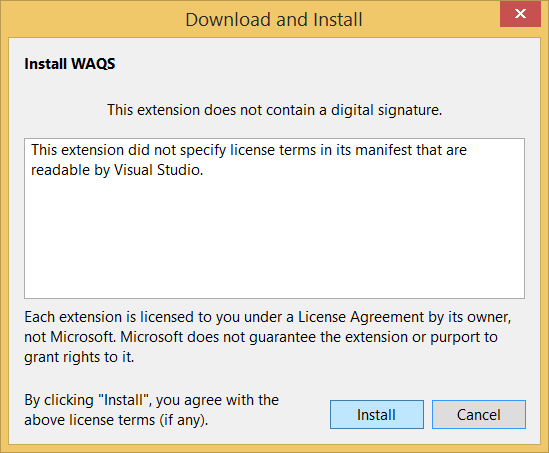 Download and Install
Install WAQS
This extension does not contain a digital signature.
This extension did not specify license terms in its manifest that are
readable by Visual Studio.
Each extension is licensed to you under a License Agreement by its owner,
not Microsoft. Microsoft does not guarantee the extension or purport to
grant rights to it.
By clicking "Install", you agree with the
above license terms (if any).
Install
Cancel